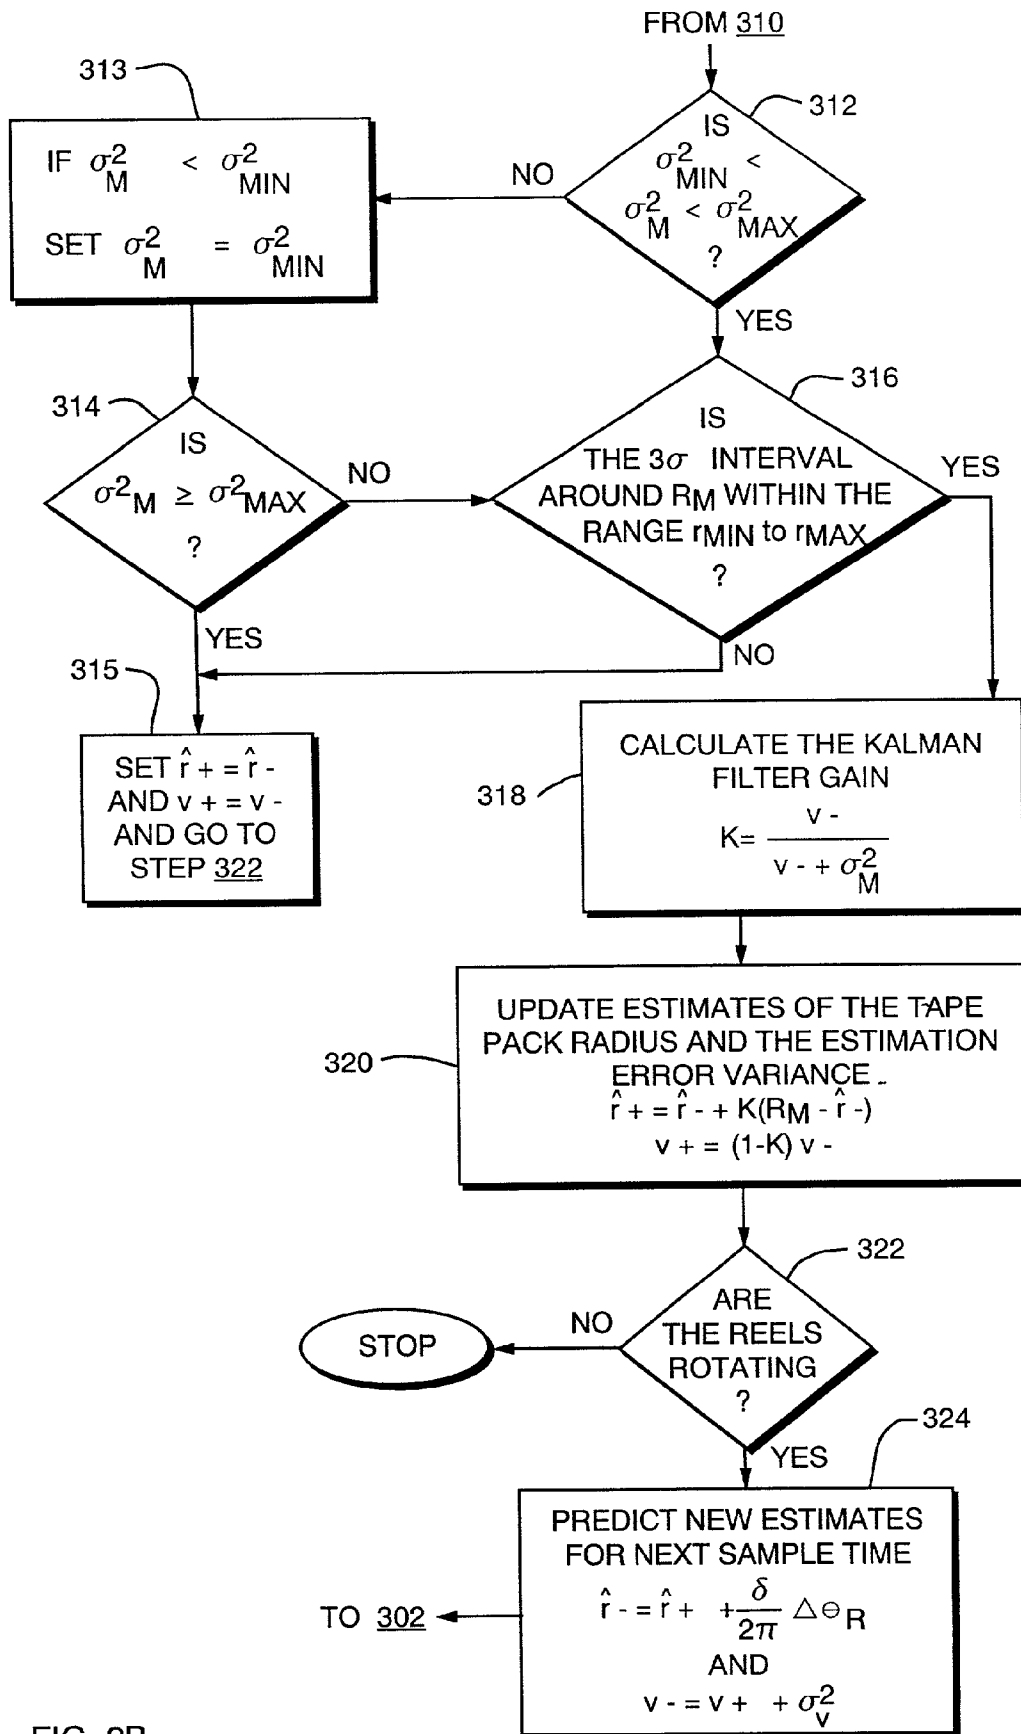 FROM 310
313
312
IF σ²M < σ²MIN
SET σ²M = σ²MIN
NO
IS
σ²MIN <
σ²M < σ²MAX
?
YES
314
316
IS
σ²M ≥ σ²MAX
?
NO
IS
THE 3σ INTERVAL
AROUND RM WITHIN THE
RANGE rMIN to rMAX
?
YES
YES
NO
315
SET r̂ + = r̂ -
AND v + = v -
AND GO TO
STEP 322
318
CALCULATE THE KALMAN
FILTER GAIN
K= v - / v - + σ²M
320
UPDATE ESTIMATES OF THE TAPE
PACK RADIUS AND THE ESTIMATION
ERROR VARIANCE
r̂ + = r̂ - + K(RM - r̂ -)
v + = (1-K) v -
322
ARE
THE REELS
ROTATING
?
NO
STOP
YES
324
PREDICT NEW ESTIMATES
FOR NEXT SAMPLE TIME
r̂ - = r̂ + + δ/2π △ΘR
AND
v - = v + + σ²v
TO 302